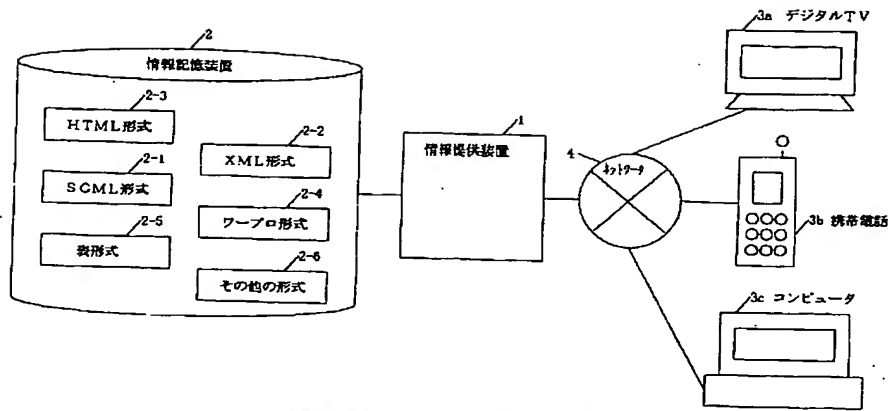 2
情報記憶装置
2-3
HTML形式
2-2
XML形式
2-1
SGML形式
2-4
ワープロ形式
2-5
表形式
2-6
その他の形式
1
情報提供装置
4
ネットワーク
3a デジタルTV
3b 携帯電話
3c コンピュータ